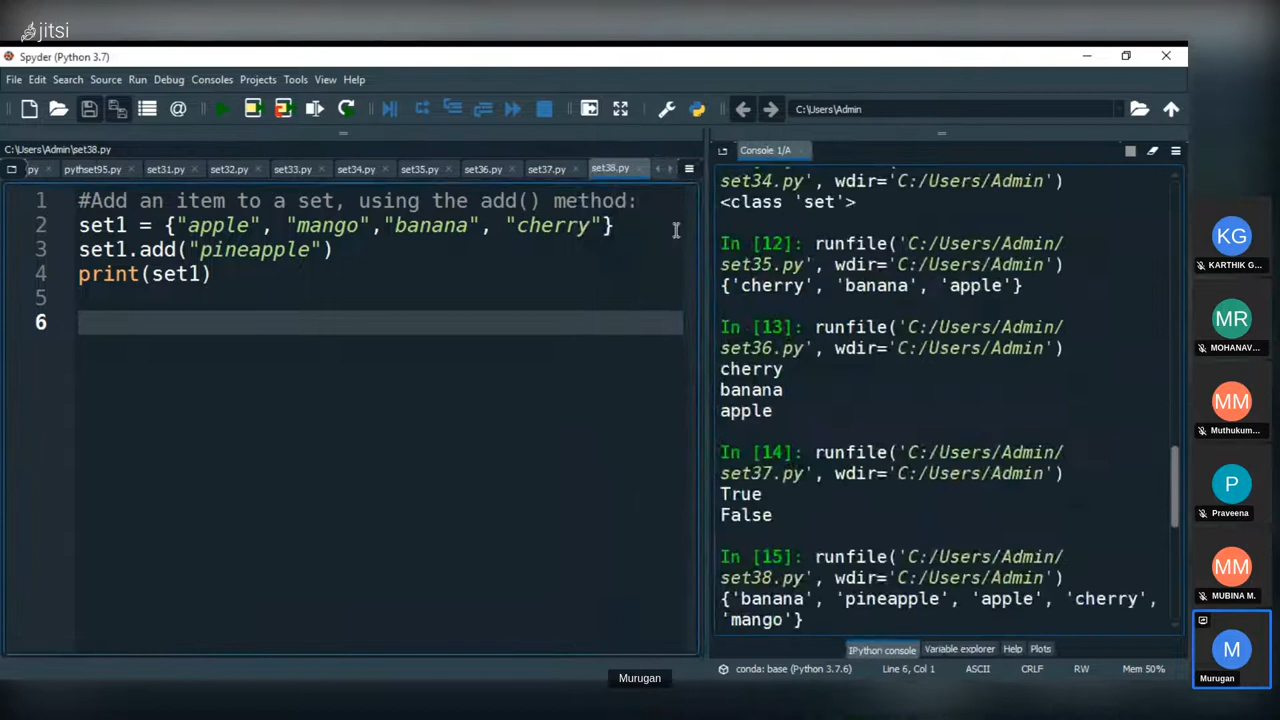 jitsi
Spyder (Python 3.7)
File Edit Search Source Run Debug Consoles Projects Tools View Help
C:\Users\Admin
C:\Users\Admin\set38.py
py pythset95.py set31.py set32.py set33.py set34.py set35.py set36.py set37.py set38.py
1 #Add an item to a set, using the add() method:
2 set1 = {"apple", "mango","banana", "cherry"}
3 set1.add("pineapple")
4 print(set1)
5
6
Console 1/A
set34.py', wdir='C:/Users/Admin')
<class 'set'>
In [12]: runfile('C:/Users/Admin/
set35.py', wdir='C:/Users/Admin')
{'cherry', 'banana', 'apple'}
In [13]: runfile('C:/Users/Admin/
set36.py', wdir='C:/Users/Admin')
cherry
banana
apple
In [14]: runfile('C:/Users/Admin/
set37.py', wdir='C:/Users/Admin')
True
False
In [15]: runfile('C:/Users/Admin/
set38.py', wdir='C:/Users/Admin')
{'banana', 'pineapple', 'apple', 'cherry',
'mango'}
IPython console Variable explorer Help Plots
conda: base (Python 3.7.6) Line 6, Col 1 ASCII CRLF RW Mem 50%
Murugan
KG
KARTHIK G...
MR
MOHANAV...
MM
Muthukum...
P
Praveena
MM
MUBINA M.
M
Murugan